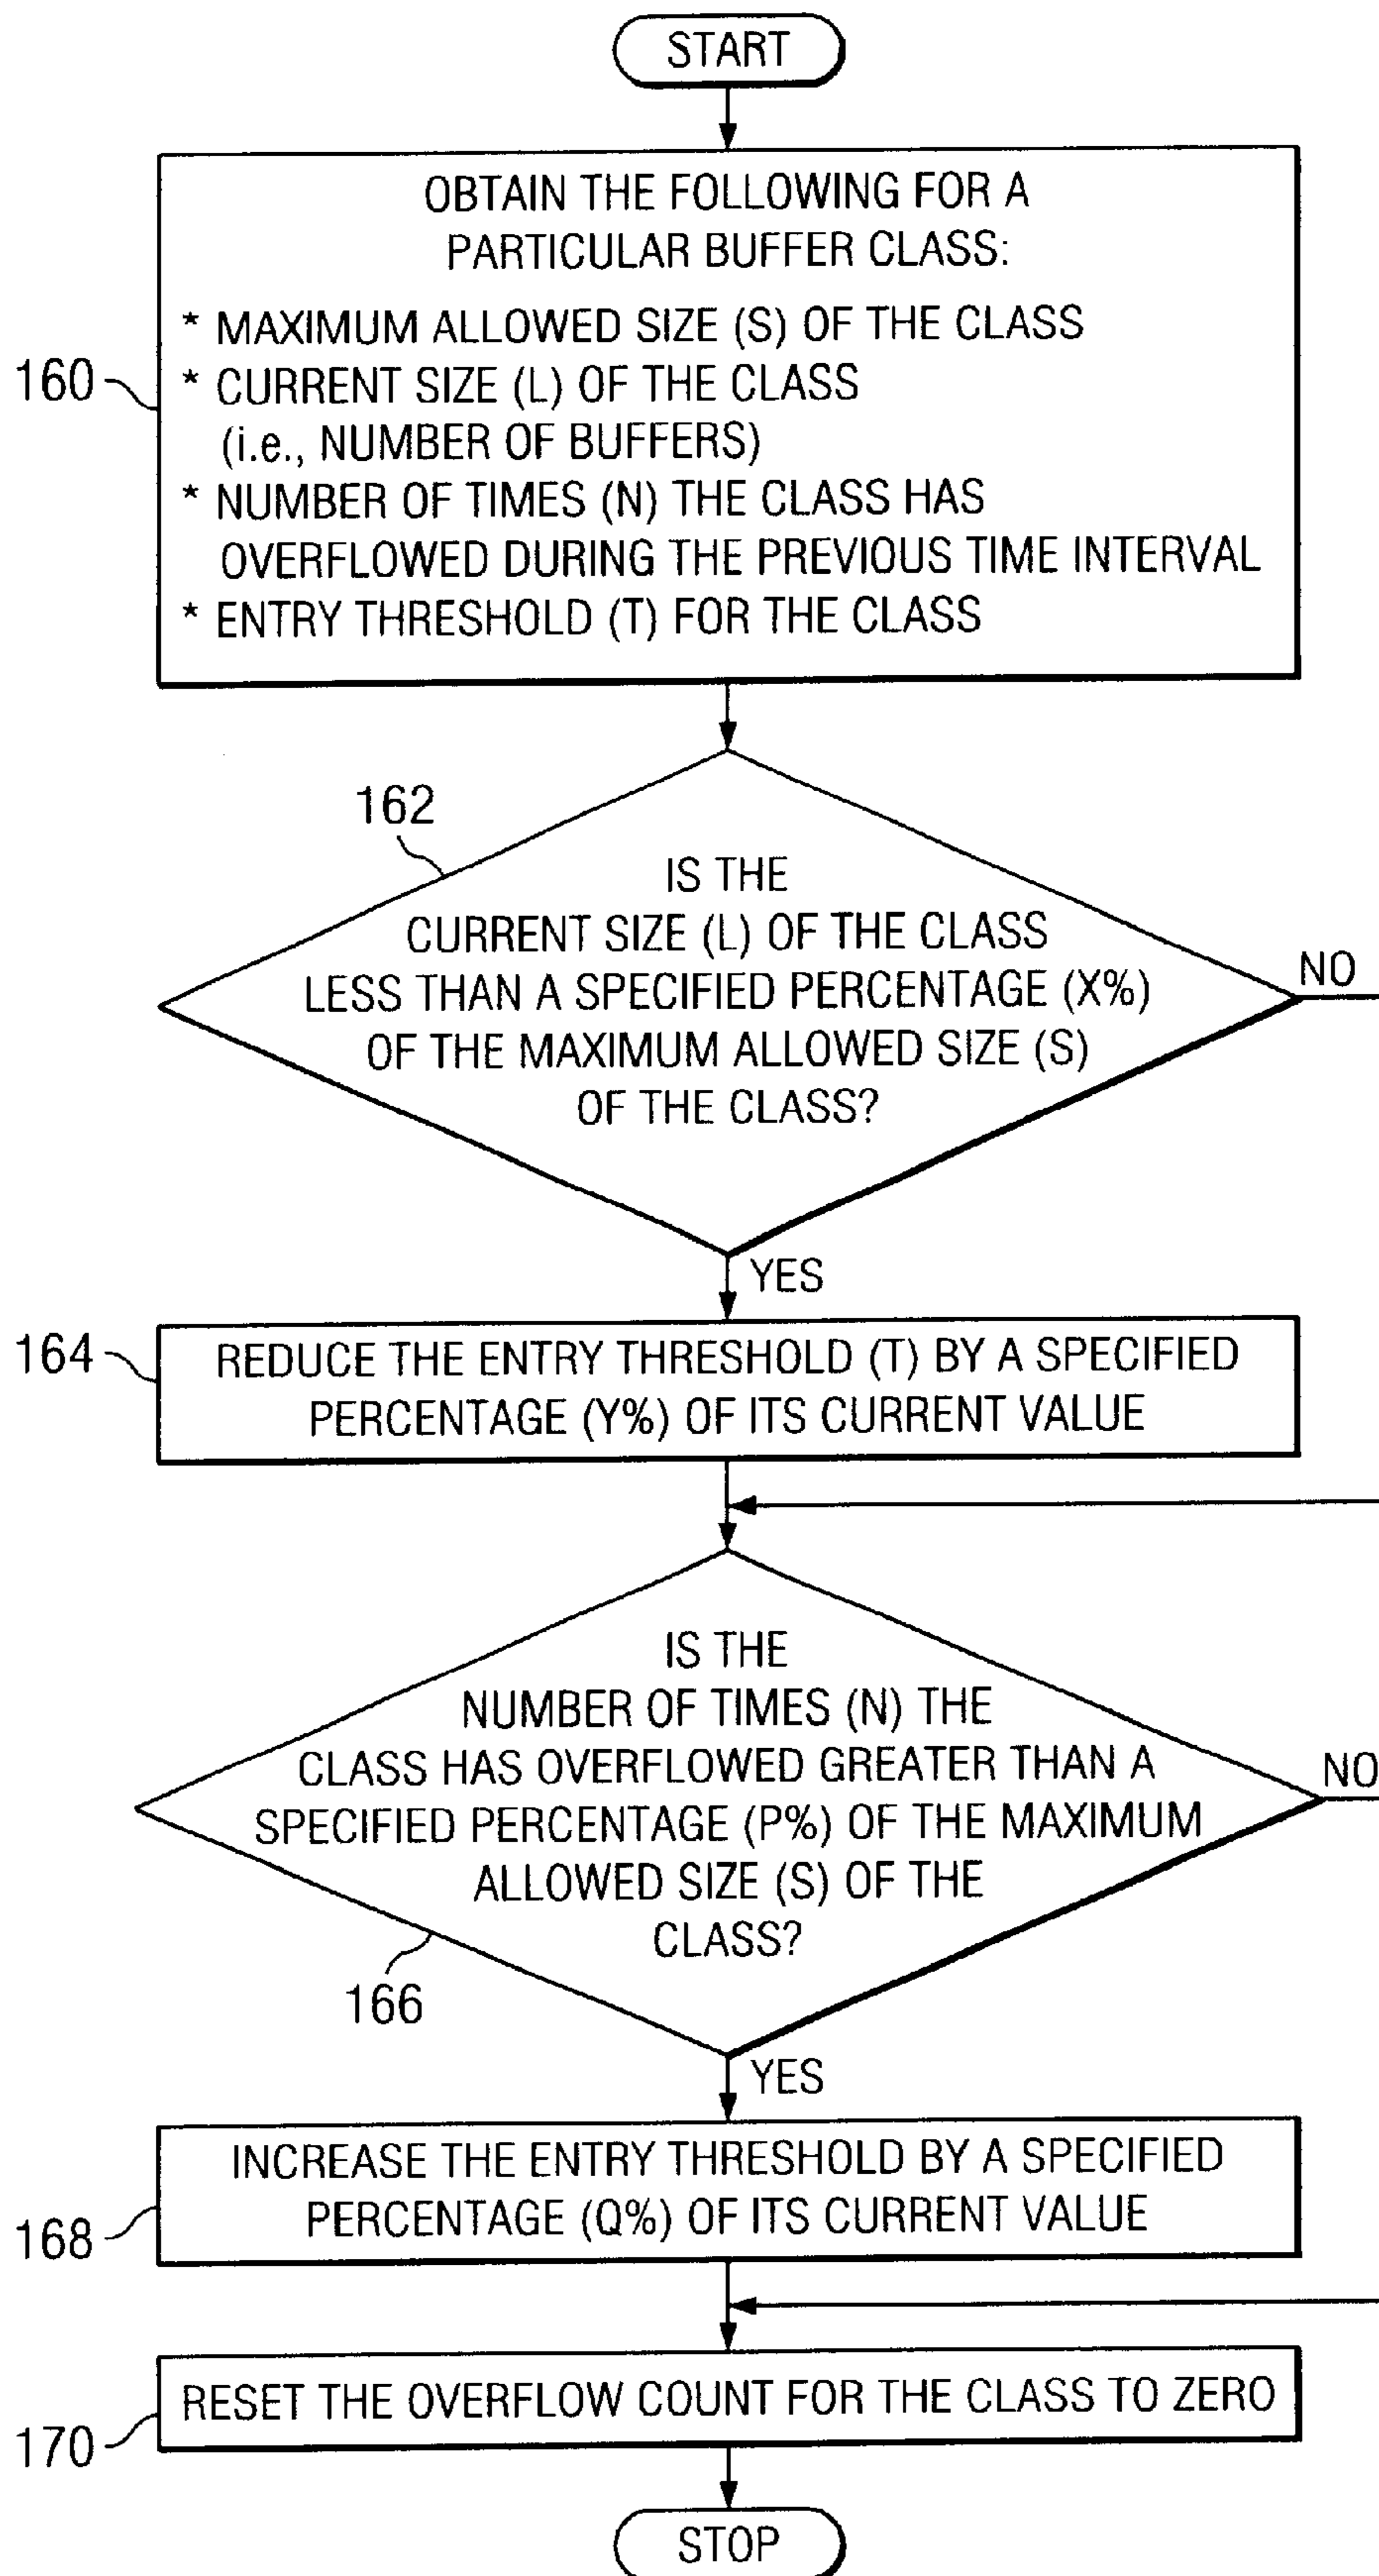 START
OBTAIN THE FOLLOWING FOR A
PARTICULAR BUFFER CLASS:
* MAXIMUM ALLOWED SIZE (S) OF THE CLASS
* CURRENT SIZE (L) OF THE CLASS
(i.e., NUMBER OF BUFFERS)
* NUMBER OF TIMES (N) THE CLASS HAS
OVERFLOWED DURING THE PREVIOUS TIME INTERVAL
* ENTRY THRESHOLD (T) FOR THE CLASS
160
162
IS THE
CURRENT SIZE (L) OF THE CLASS
LESS THAN A SPECIFIED PERCENTAGE (X%)
OF THE MAXIMUM ALLOWED SIZE (S)
OF THE CLASS?
NO
YES
164
REDUCE THE ENTRY THRESHOLD (T) BY A SPECIFIED
PERCENTAGE (Y%) OF ITS CURRENT VALUE
IS THE
NUMBER OF TIMES (N) THE
CLASS HAS OVERFLOWED GREATER THAN A
SPECIFIED PERCENTAGE (P%) OF THE MAXIMUM
ALLOWED SIZE (S) OF THE
CLASS?
NO
166
YES
INCREASE THE ENTRY THRESHOLD BY A SPECIFIED
PERCENTAGE (Q%) OF ITS CURRENT VALUE
168
RESET THE OVERFLOW COUNT FOR THE CLASS TO ZERO
170
STOP